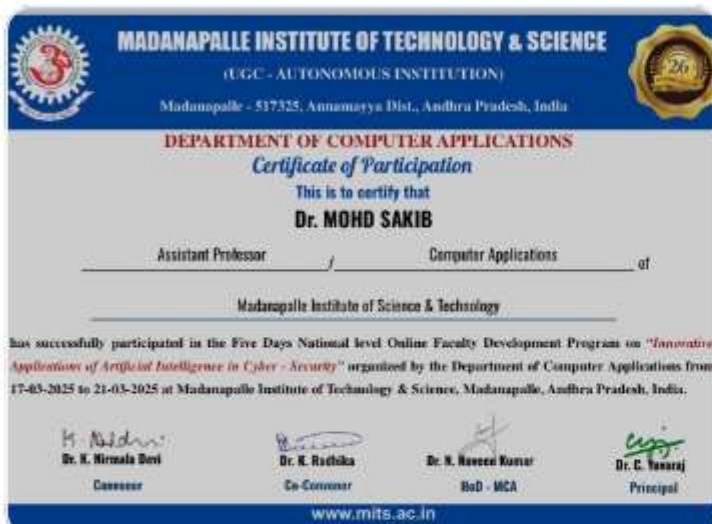 MADANAPALLE INSTITUTE OF TECHNOLOGY & SCIENCE
(UGC - AUTONOMOUS INSTITUTION)
26
Madanapalle - 517325, Annamayya Dist., Andhra Pradesh, India
DEPARTMENT OF COMPUTER APPLICATIONS
Certificate of Participation
This is to certify that
Dr. MOHD SAKIB
Assistant Professor / Computer Applications of
Madanapalle Institute of Science & Technology
has successfully participated in the Five Days National level Online Faculty Development Program on "Innovative
Applications of Artificial Intelligence in Cyber - Security" organized by the Department of Computer Applications from
17-03-2025 to 21-03-2025 at Madanapalle Institute of Technology & Science, Madanapalle, Andhra Pradesh, India.
Dr. K. Nirmala Devi Dr. K. Radhika Dr. N. Naveen Kumar Dr. C. Yuvaraj
Convenor Co-Convenor HoD - MCA Principal
www.mits.ac.in